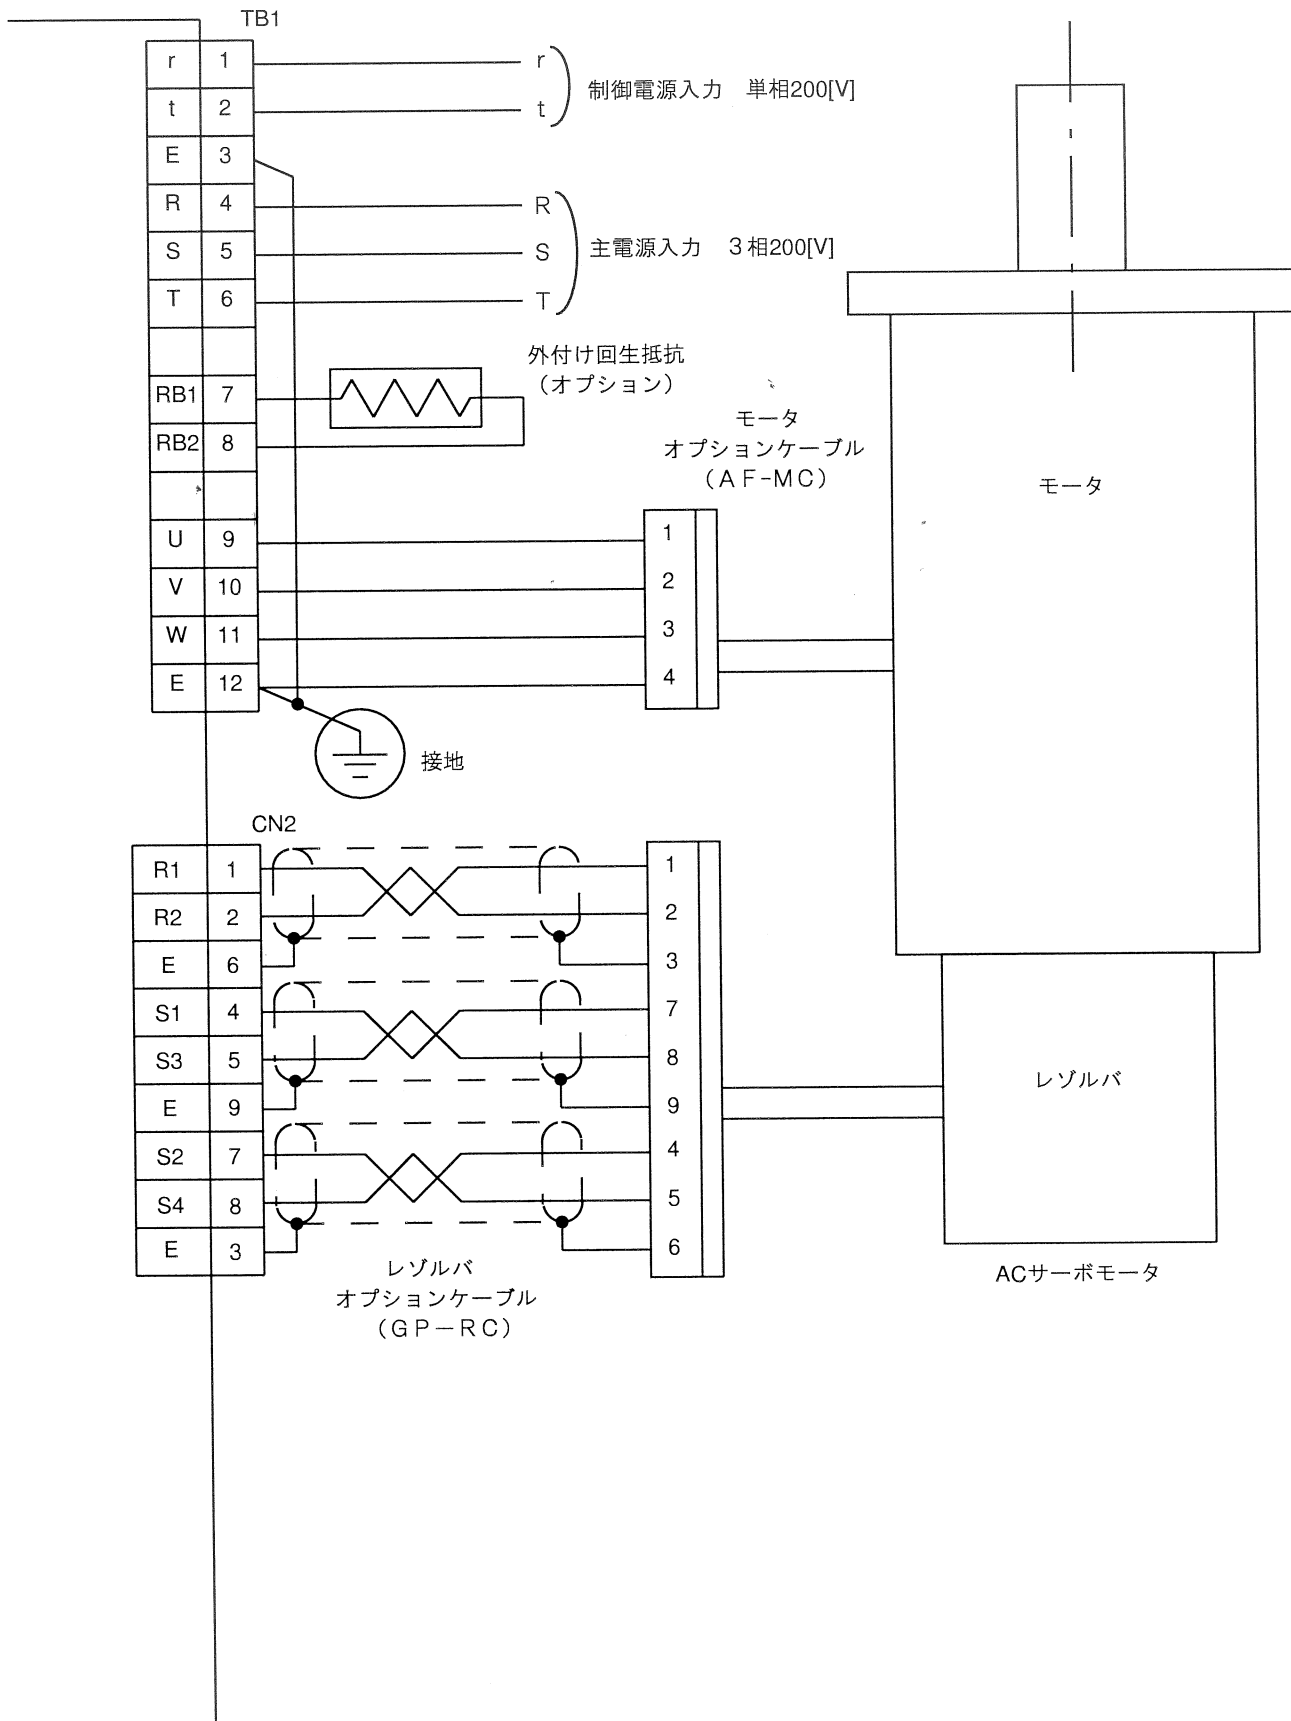 TB1
r 1 r
制御電源入力 単相200[V]
t 2 t
E 3
R 4 R
S 5 S 主電源入力 3相200[V]
T 6 T
外付け回生抵抗
(オプション)
RB1 7
RB2 8
モータ
オプションケーブル
(AF-MC)
モータ
U 9 1
V 10 2
W 11 3
E 12 4
接地
CN2
R1 1 1
R2 2 2
E 6 3
S1 4 7
S3 5 8
レゾルバ
E 9 9
S2 7 4
S4 8 5
E 3 6
レゾルバ
オプションケーブル
(GP−RC)
ACサーボモータ